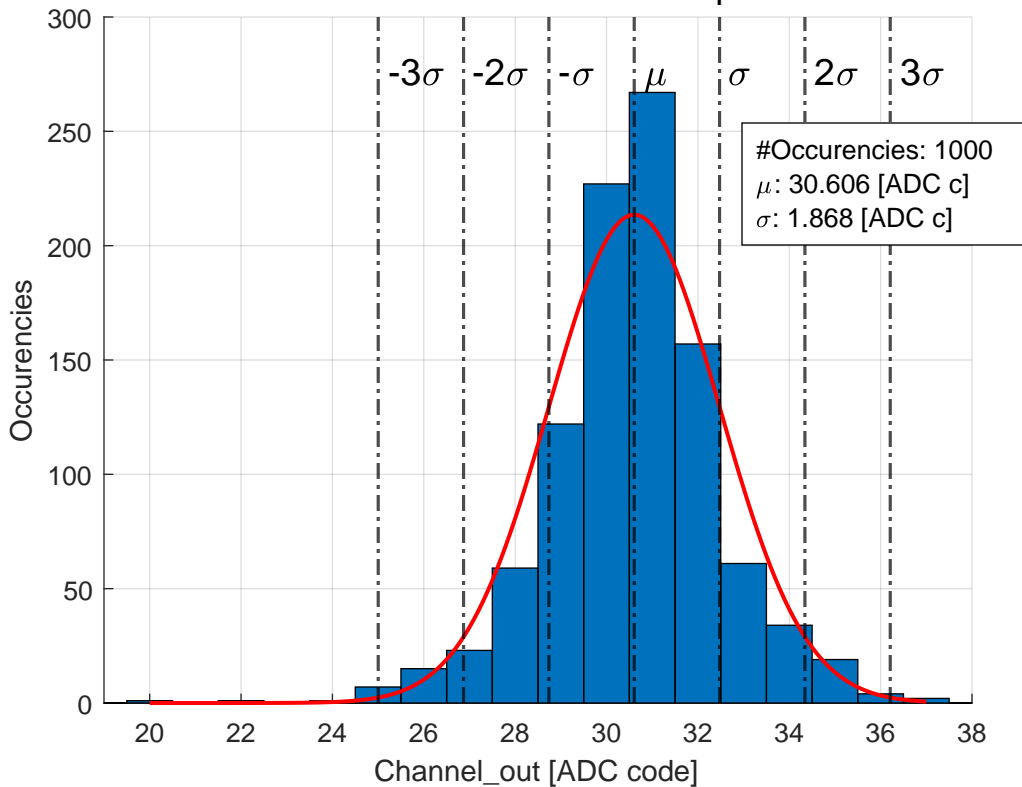 300
250
200
150
100
50
0
Occurencies
-3σ -2σ -σ μ σ 2σ 3σ
#Occurencies: 1000
μ: 30.606 [ADC c]
σ: 1.868 [ADC c]
20 22 24 26 28 30 32 34 36 38
Channel_out [ADC code]